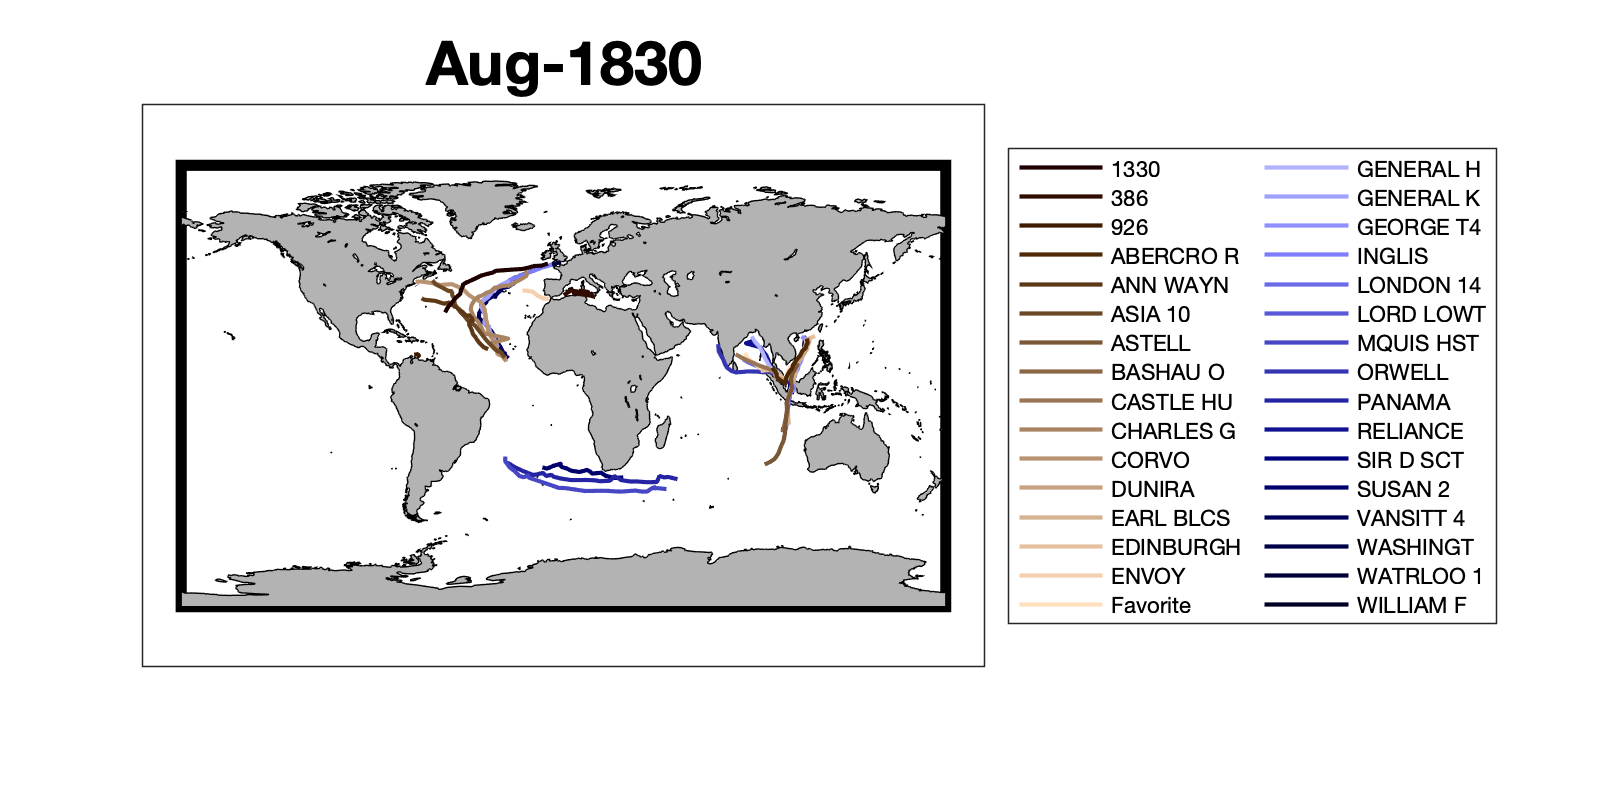 Aug-1830
1330
386
926
ABERCRO R
ANN WAYN
ASIA 10
ASTELL
BASHAU O
CASTLE HU
CHARLES G
CORVO
DUNIRA
EARL BLCS
EDINBURGH
ENVOY
Favorite
GENERAL H
GENERAL K
GEORGE T4
INGLIS
LONDON 14
LORD LOWT
MQUIS HST
ORWELL
PANAMA
RELIANCE
SIR D SCT
SUSAN 2
VANSITT 4
WASHINGT
WATRLOO 1
WILLIAM F